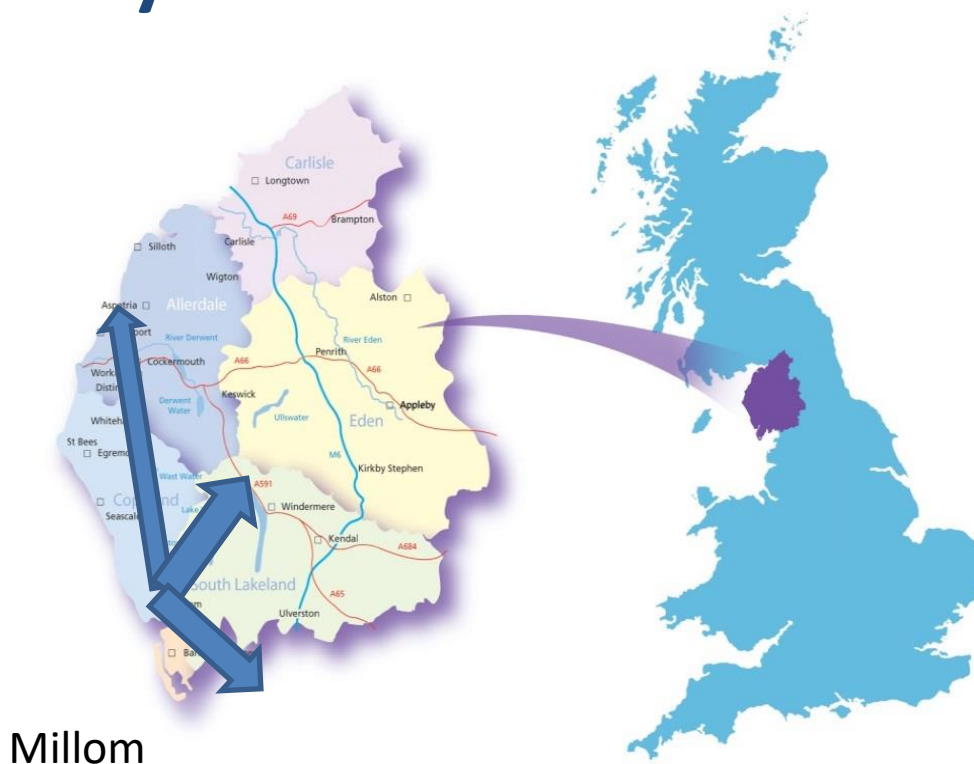 Carlisle
Longtown
A69
Brampton
Carlisle
Silloth
Wigton
Alston
Aspatria
Allerdale
River Derwent
River Eden
Cockermouth
A66
Penrith
A66
Keswick
Derwent
Water
Ullswater
Appleby
Eden
St Bees
M6
Kirkby Stephen
Wast Water
A591
Windermere
Kendal
A684
South Lakeland
A65
Ulverston
Millom